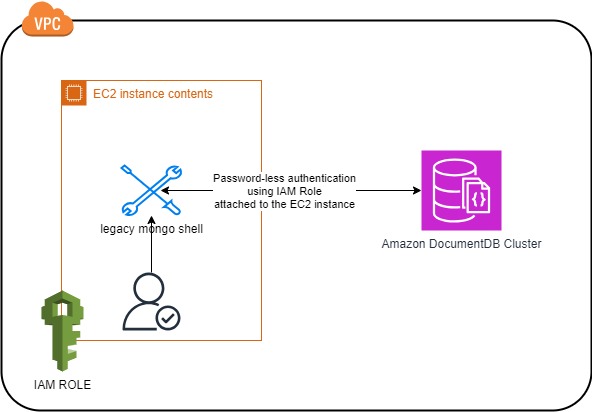 VPC
EC2 instance contents
Password-less authentication
using IAM Role
attached to the EC2 instance
legacy mongo shell
Amazon DocumentDB Cluster
IAM ROLE